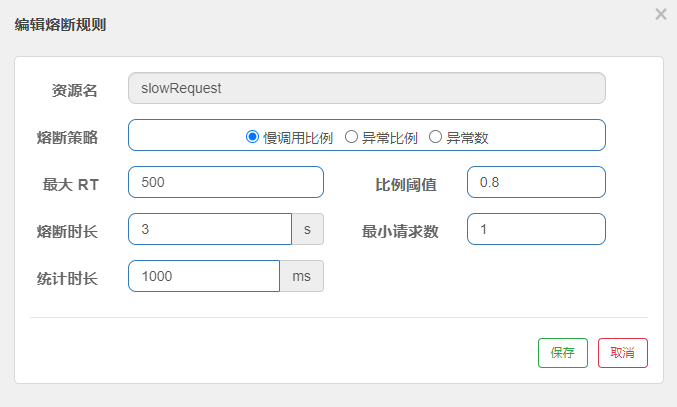 编辑熔断规则
×
资源名 slowRequest
熔断策略 慢调用比例 异常比例 异常数
最大 RT 500 比例阈值 0.8
熔断时长 3 s 最小请求数 1
统计时长 1000 ms
保存 取消